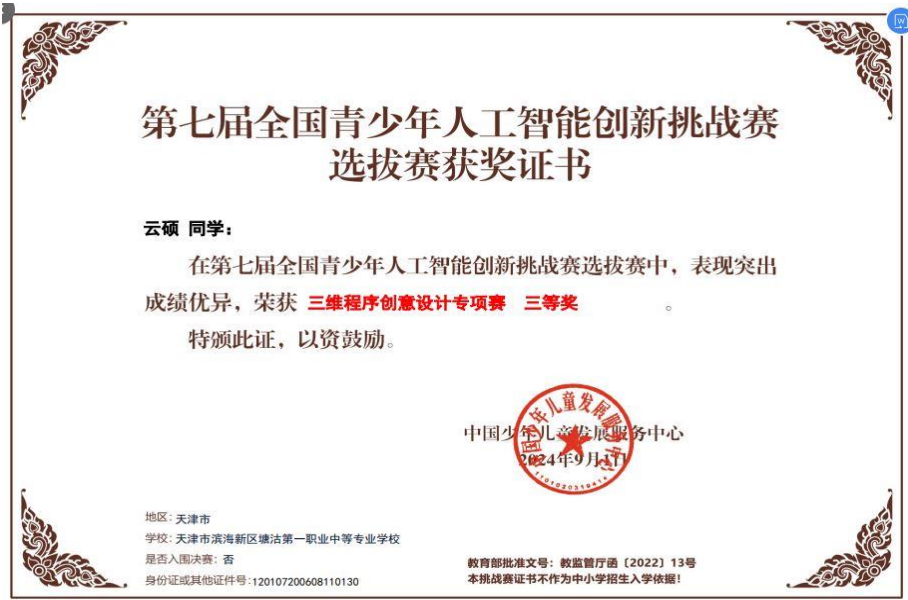 第七届全国青少年人工智能创新挑战赛
选拔赛获奖证书
云硕 同学：
在第七届全国青少年人工智能创新挑战赛选拔赛中，表现突出
成绩优异，荣获 三维程序创意设计专项赛 三等奖 。
特颁此证，以资鼓励。
中国少年儿童发展服务中心
2024年9月1日
地区：天津市
学校：天津市滨海新区塘沽第一职业中等专业学校
是否入围决赛：否
身份证或其他证件号：120107200608110130
教育部批准文号：教监管厅函〔2022〕13号
本挑战赛证书不作为中小学招生入学依据！